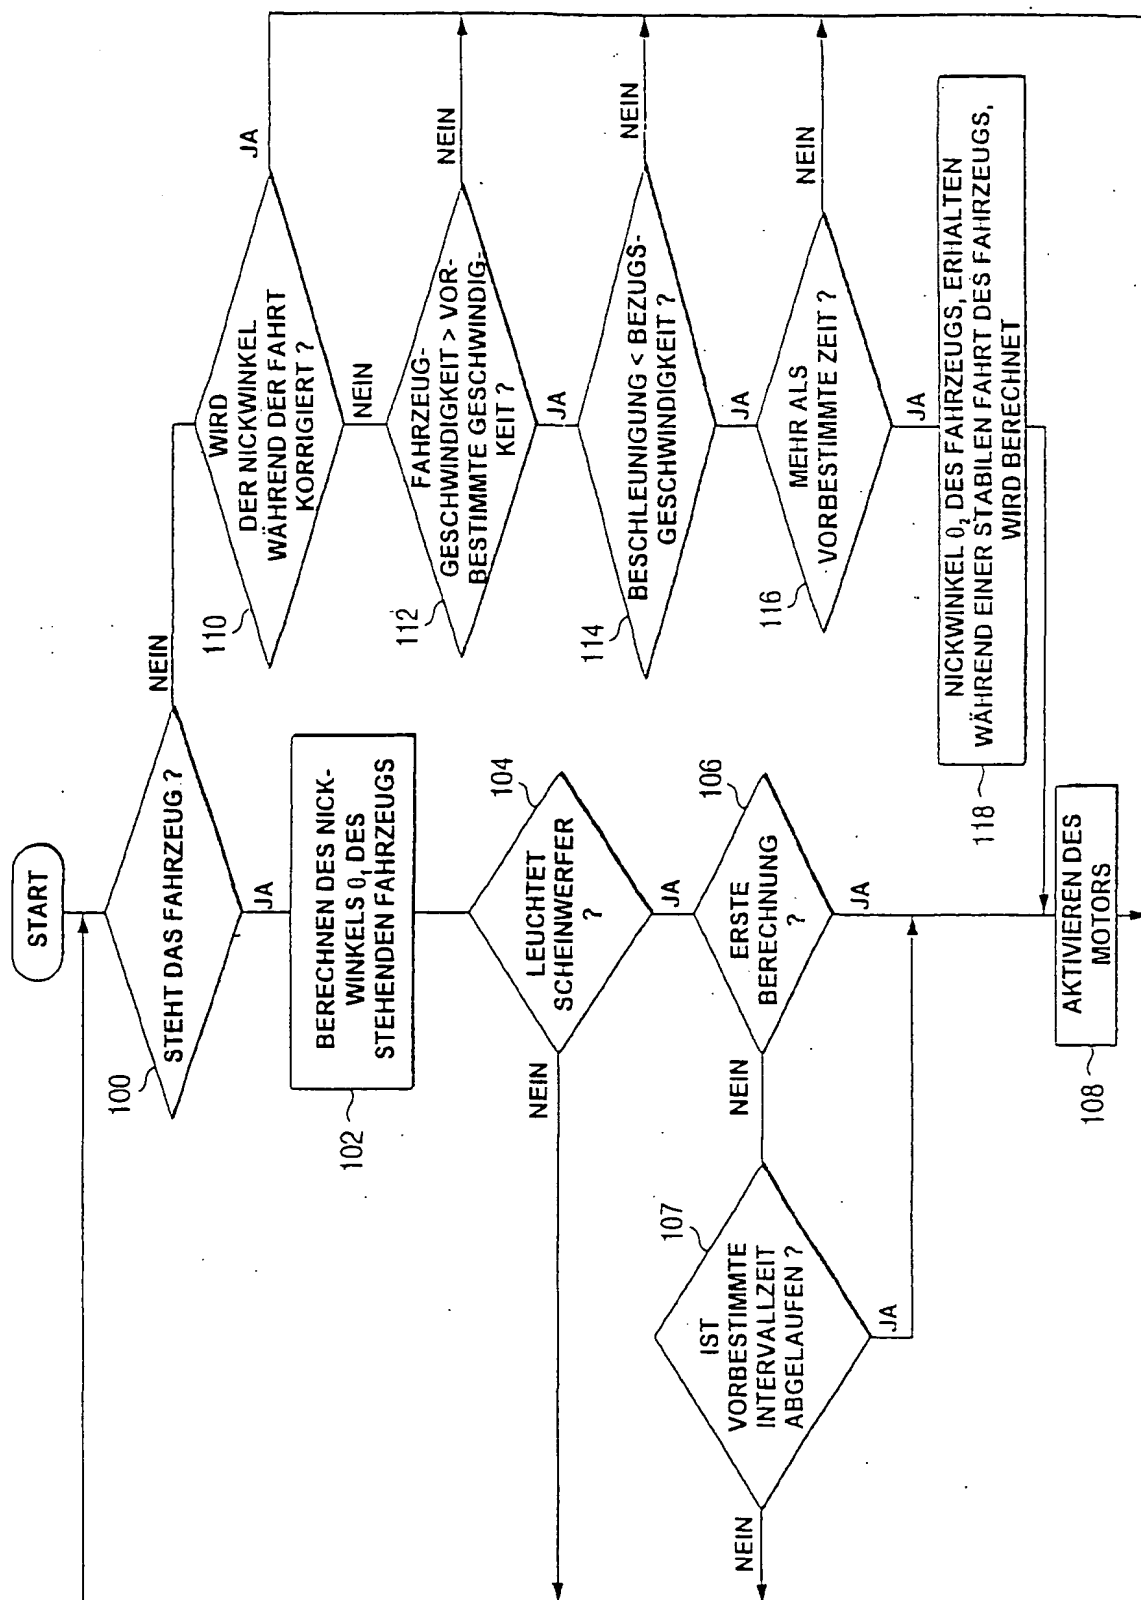 START
STEHT DAS FAHRZEUG ?
100
NEIN
JA
BERECHNEN DES NICK-
WINKELS θ₁ DES
STEHENDEN FAHRZEUGS
102
LEUCHTET
SCHEINWERFER
?
104
NEIN
JA
ERSTE
BERECHNUNG
?
106
NEIN
JA
IST
VORBESTIMMTE
INTERVALLZEIT
ABGELAUFEN ?
107
NEIN
JA
AKTIVIEREN DES
MOTORS
108
WIRD
DER NICKWINKEL
WÄHREND DER FAHRT
KORRIGIERT ?
110
JA
NEIN
FAHRZEUG-
GESCHWINDIGKEIT > VOR-
BESTIMMTE GESCHWINDIG-
KEIT ?
112
NEIN
JA
BESCHLEUNIGUNG < BEZUGS-
GESCHWINDIGKEIT ?
114
NEIN
JA
MEHR ALS
VORBESTIMMTE ZEIT ?
116
NEIN
JA
NICKWINKEL θ₂ DES FAHRZEUGS, ERHALTEN
WÄHREND EINER STABILEN FAHRT DES FAHRZEUGS,
WIRD BERECHNET
118